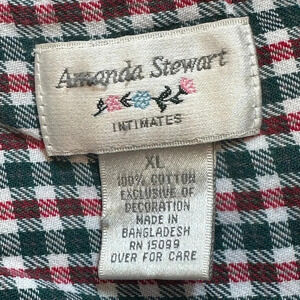 Amanda Stewart
INTIMATES
XL
100% COTTON
EXCLUSIVE OF
DECORATION
MADE IN
BANGLADESH
RN 15099
OVER FOR CARE